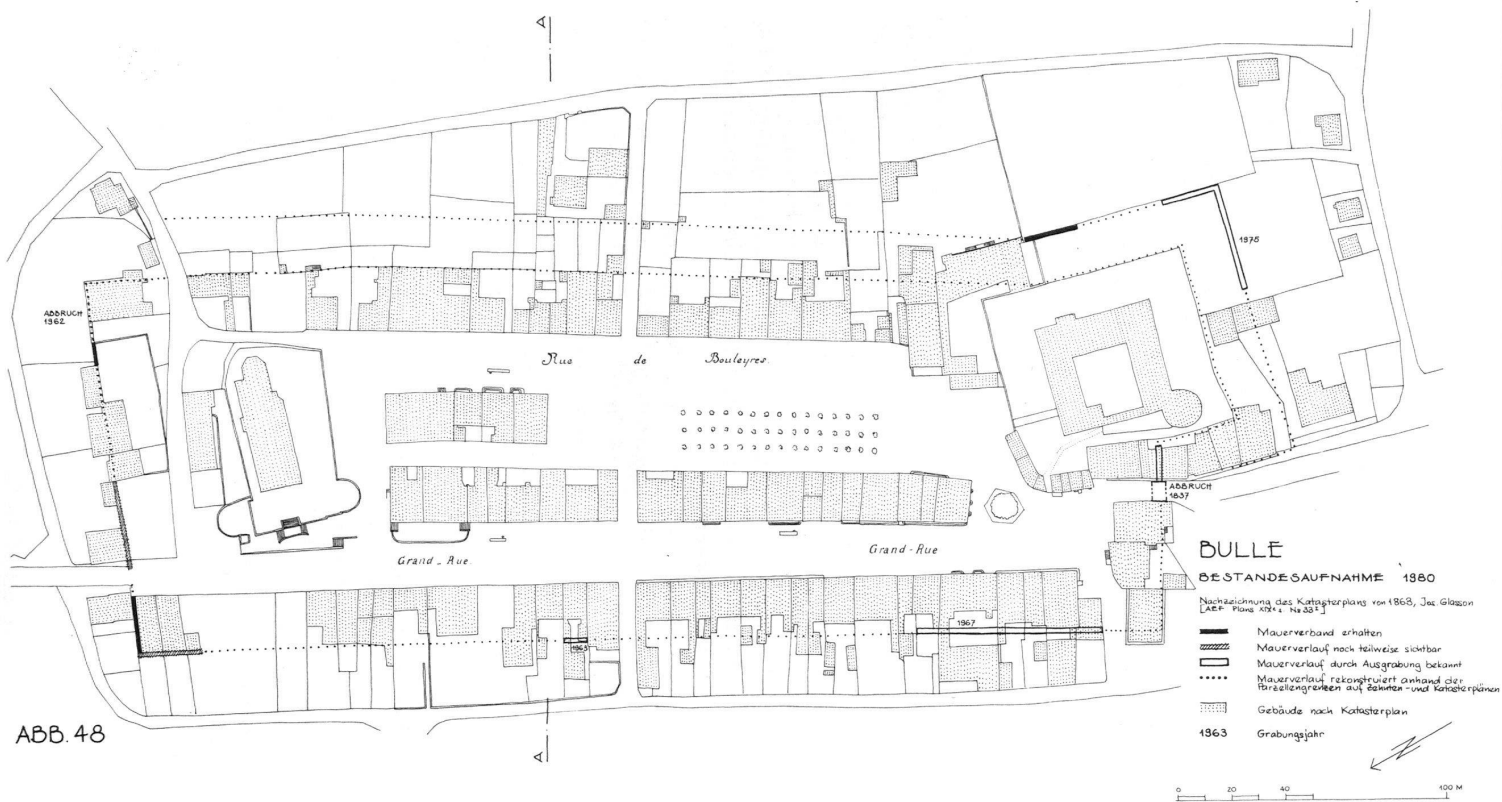 A
1975
ABBRUCH
1962
Rue de Bouleyres.
ABBRUCH
1837
Grand-Rue
Grand-Rue
BULLE
BESTANDESAUFNAHME 1980
Nachzeichnung des Katasterplans von 1868, Jos. Glasson
Mauerverband erhalten
1967
Mauerverlauf noch teilweise sichtbar
1963
Mauerverlauf durch Ausgrabung bekannt
Mauerverlauf rekonstruiert anhand der
Parzellengrenzen auf Zehnten- und Katasterplänen
Gebäude nach Katasterplan
1963 Grabungsjahr
ABB. 48
A
N
0 20 40 100 M